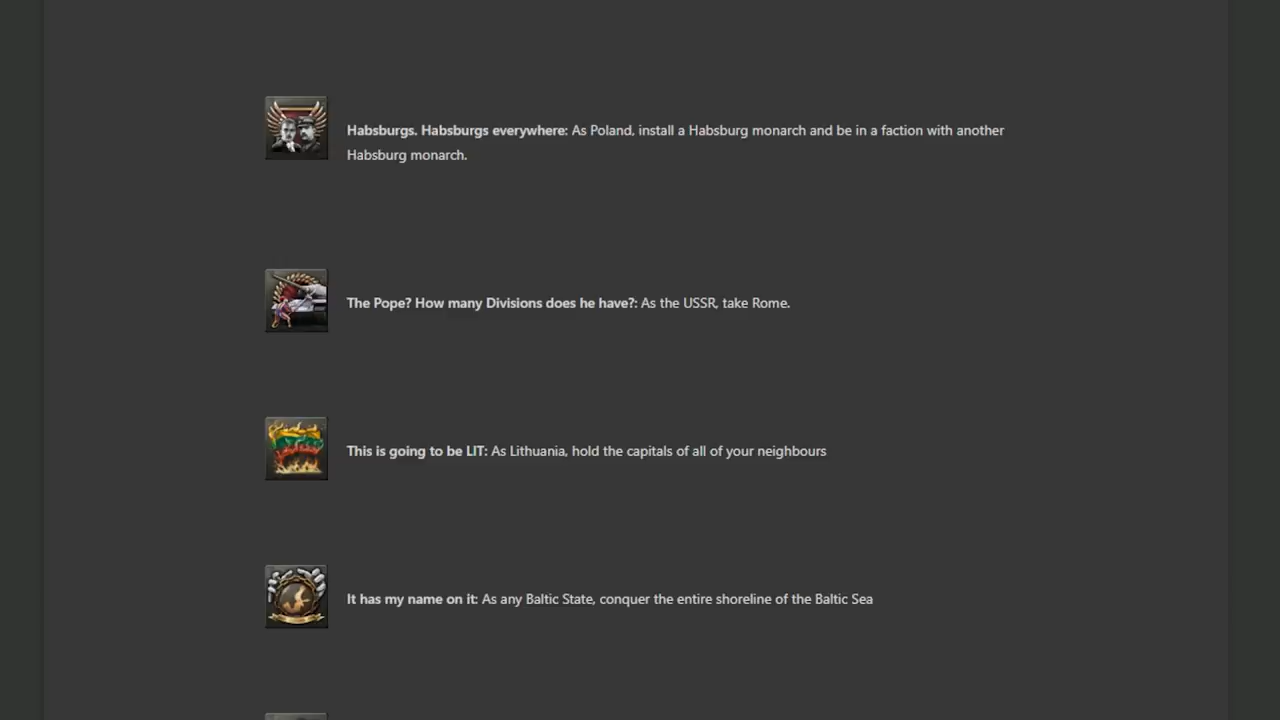 Habsburgs. Habsburgs everywhere: As Poland, install a Habsburg monarch and be in a faction with another
Habsburg monarch.
The Pope? How many Divisions does he have?: As the USSR, take Rome.
This is going to be LIT: As Lithuania, hold the capitals of all of your neighbours
It has my name on it: As any Baltic State, conquer the entire shoreline of the Baltic Sea